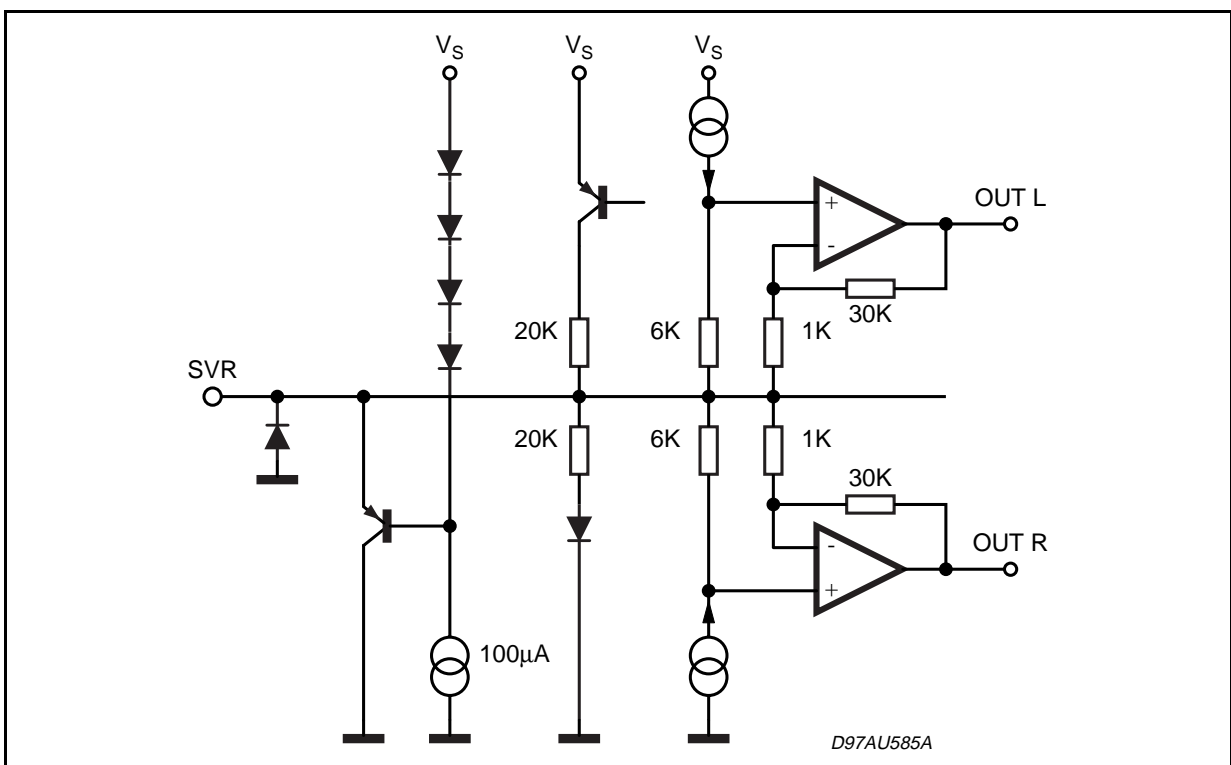 VS
VS
VS
OUT L
+
-
30K
20K
6K
1K
SVR
20K
6K
1K
30K
-
OUT R
+
100μA
D97AU585A